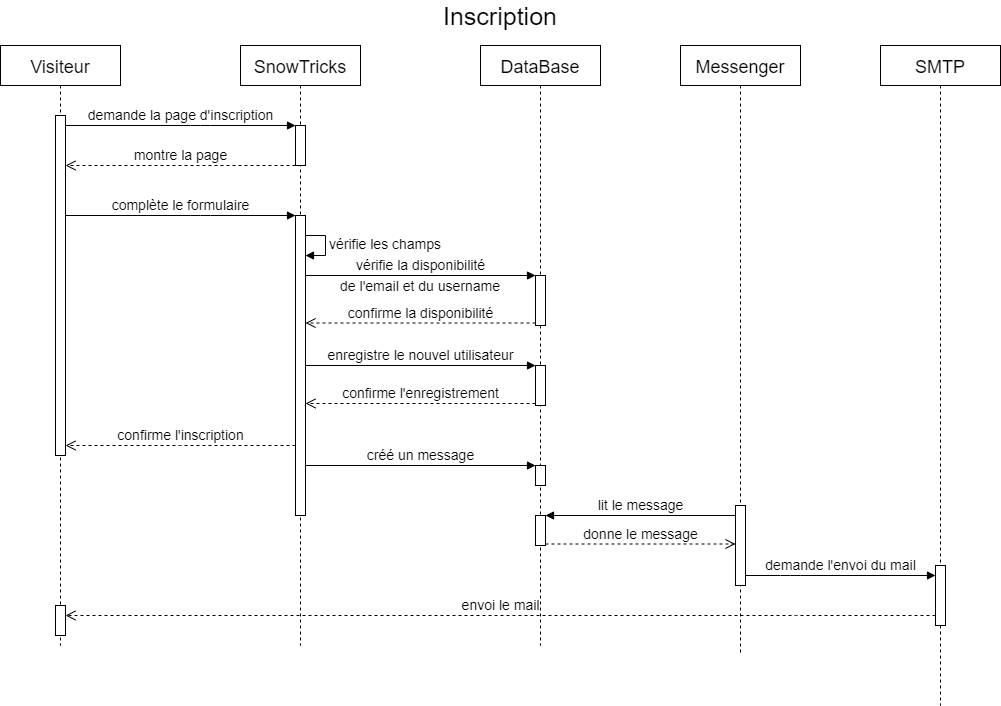 Inscription
Visiteur
SnowTricks
DataBase
Messenger
SMTP
demande la page d'inscription
montre la page
complète le formulaire
vérifie les champs
vérifie la disponibilité
de l'email et du username
confirme la disponibilité
enregistre le nouvel utilisateur
confirme l'enregistrement
confirme l'inscription
créé un message
lit le message
donne le message
demande l'envoi du mail
envoi le mail